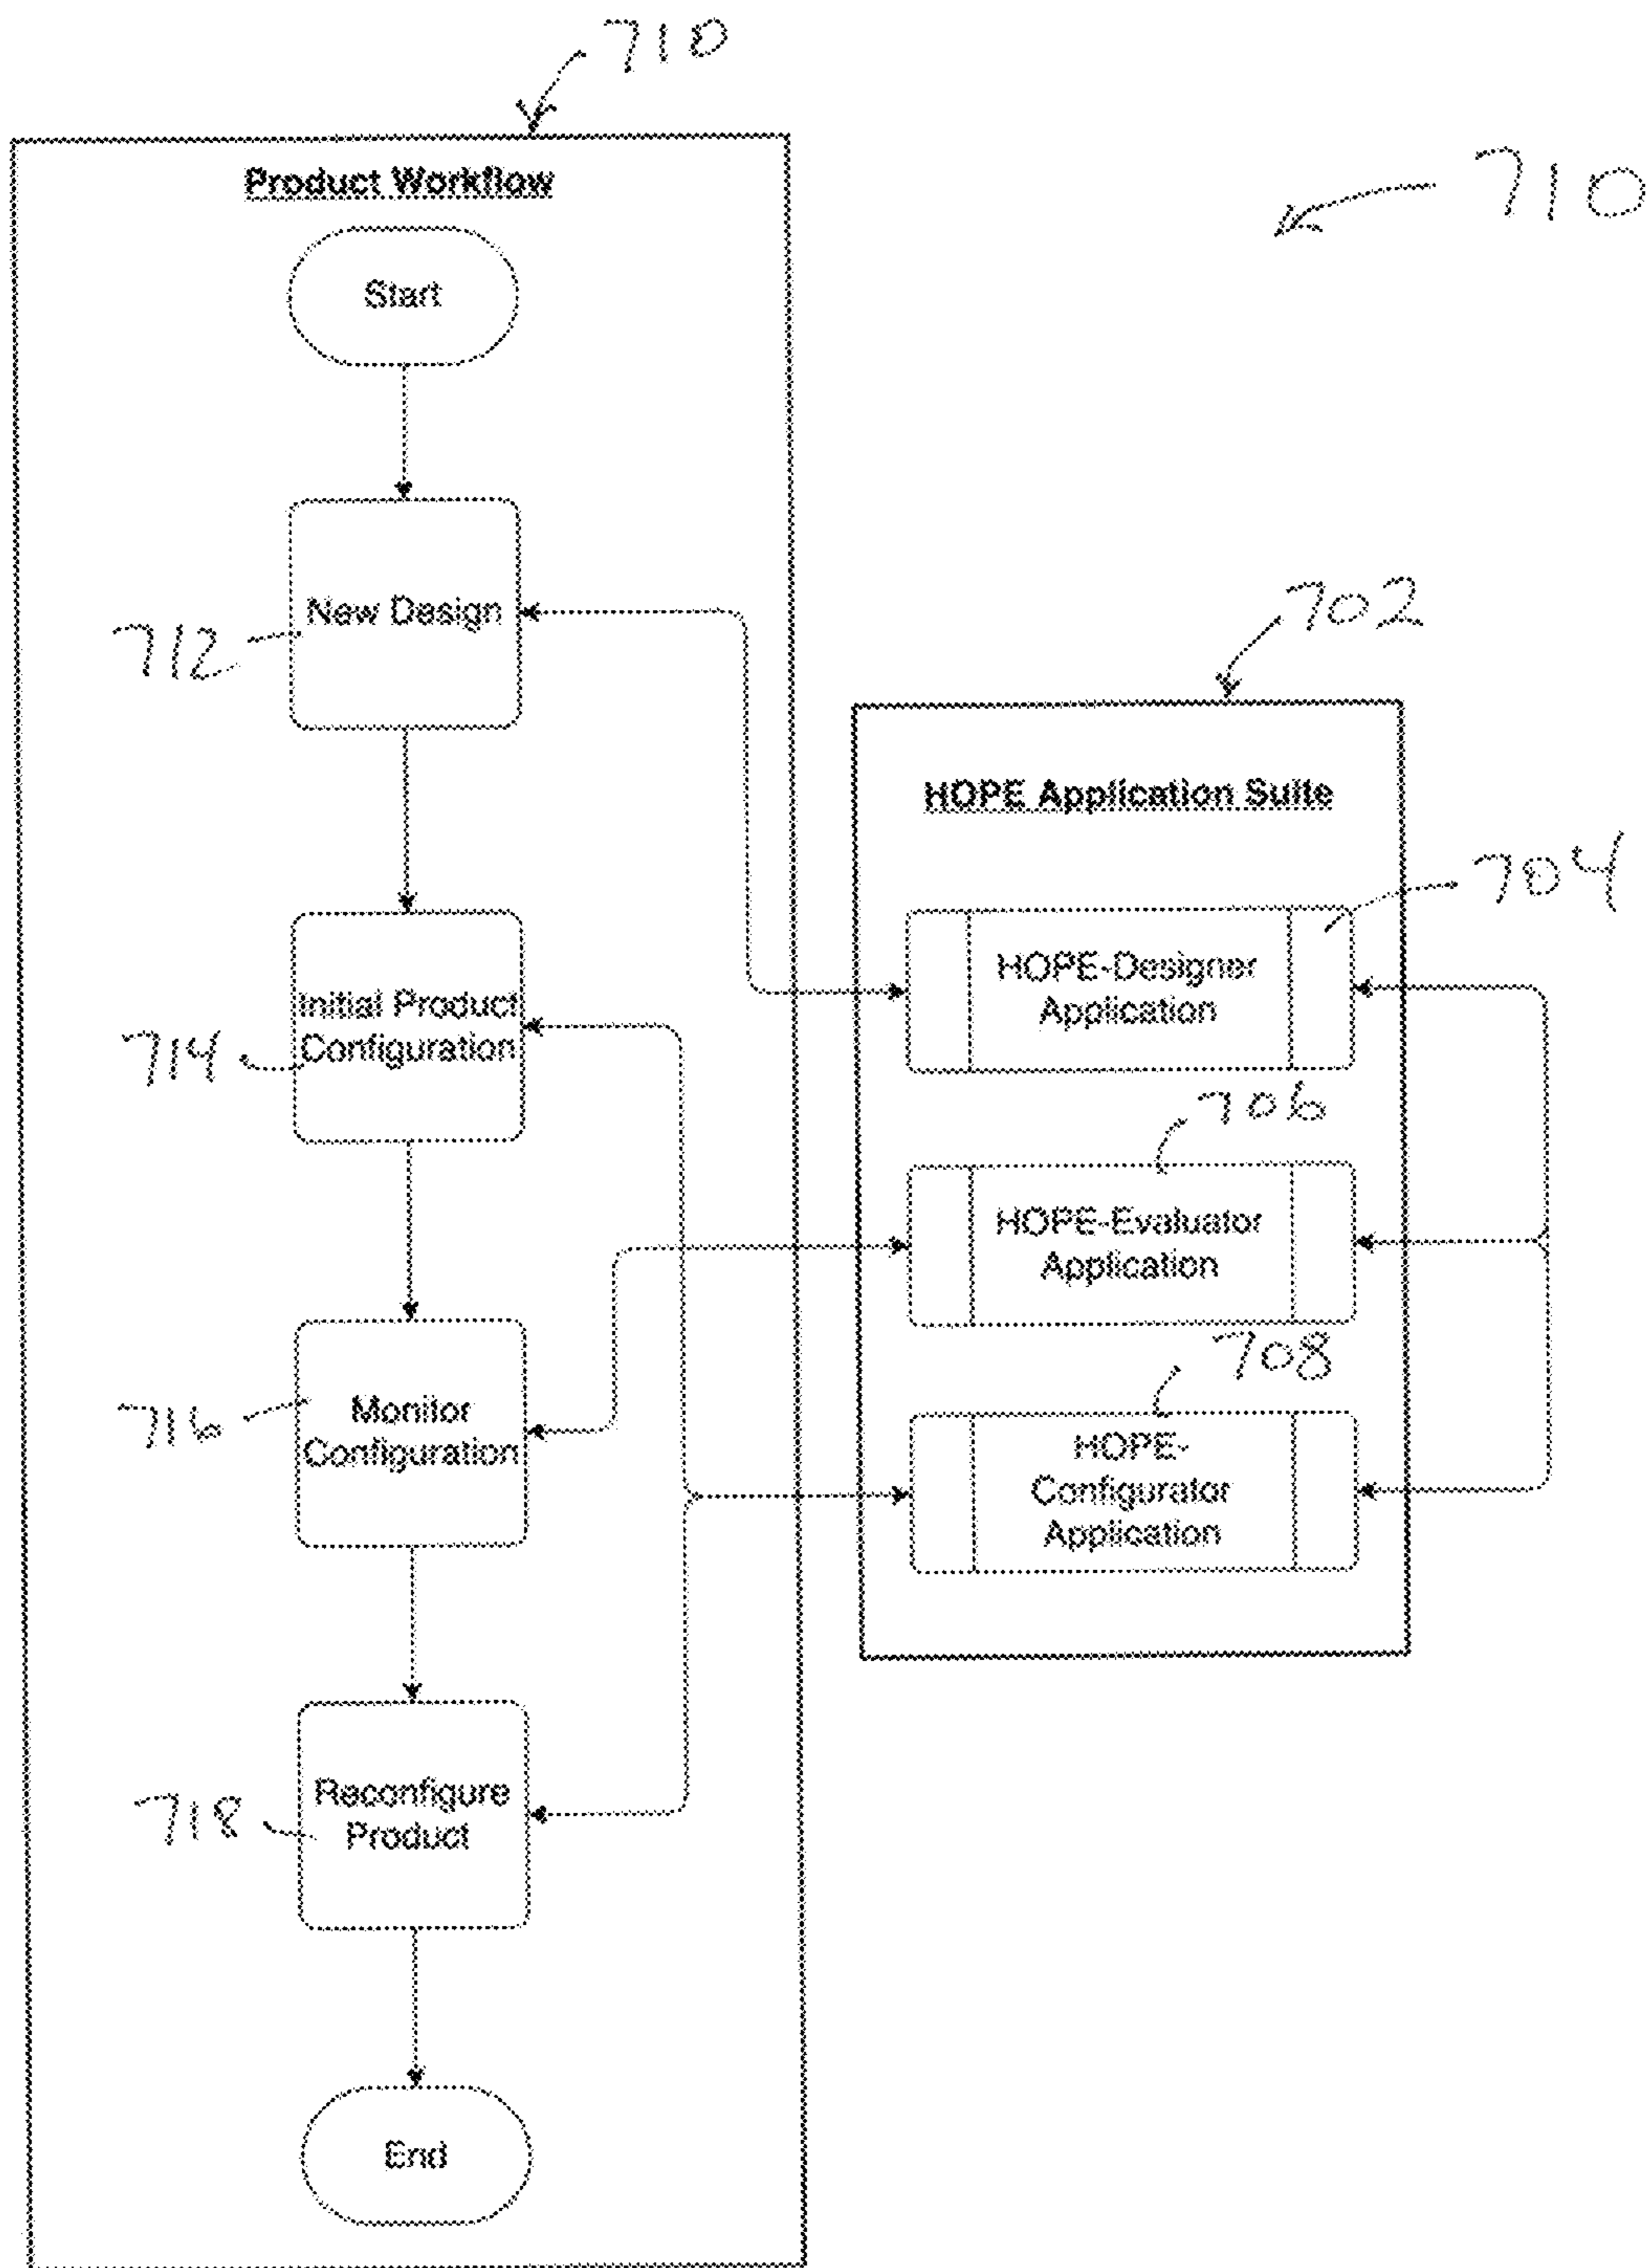 710
710
Product Workflow
Start
New Design
712
702
HOPE Application Suite
704
HOPE-Designer
Application
Initial Product
Configuration
714
706
HOPE-Evaluator
Application
708
Monitor
Configuration
716
HOPE-
Configurator
Application
Reconfigure
Product
718
End